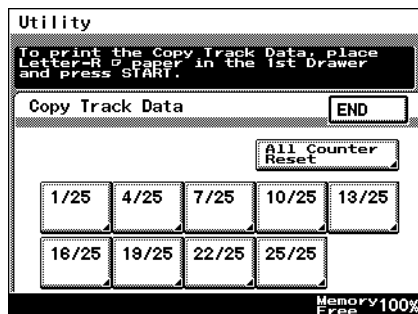 Utility
To print the Copy Track Data, place
Letter-R paper in the 1st Drawer
and press START.
Copy Track Data
END
All Counter
Reset
1/25 4/25 7/25 10/25 13/25
16/25 19/25 22/25 25/25
Memory 100%
Free